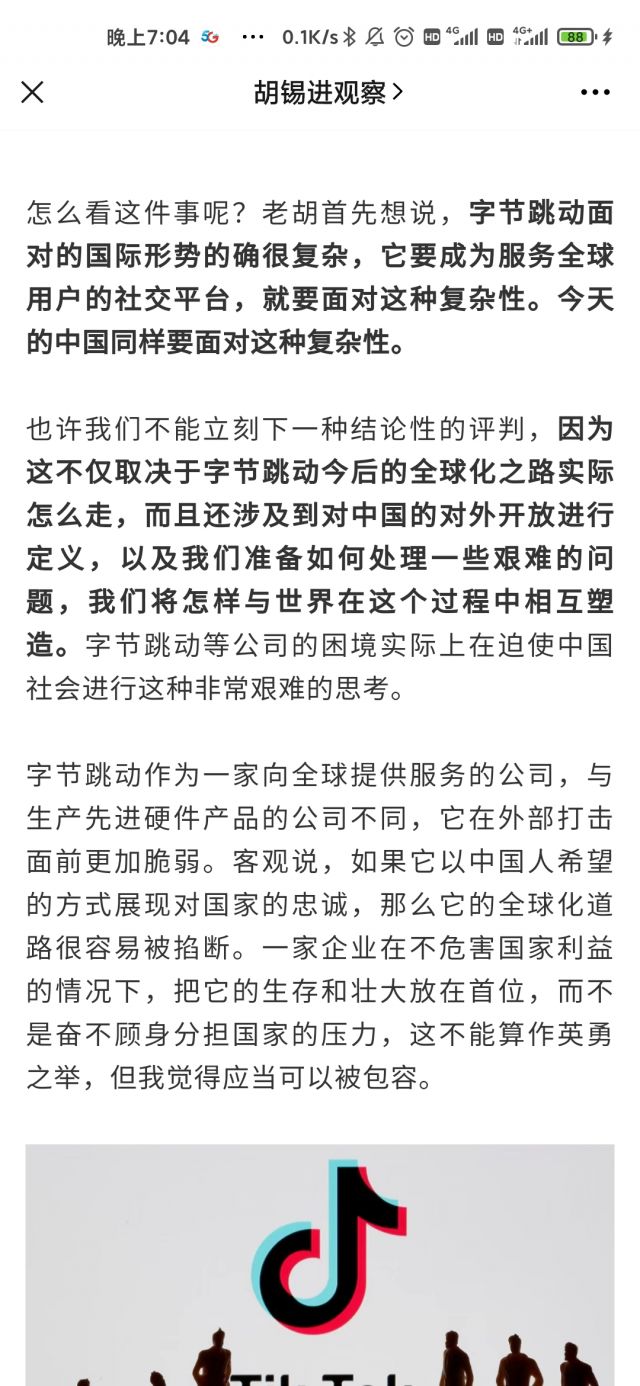 晚上7:04 5G ... 0.1K/s HD 4G HD 4G+ 88
胡锡进观察
怎么看这件事呢？老胡首先想说，字节跳动面
对的国际形势的确很复杂，它要成为服务全球
用户的社交平台，就要面对这种复杂性。今天
的中国同样要面对这种复杂性。
也许我们不能立刻下一种结论性的评判，因为
这不仅取决于字节跳动今后的全球化之路实际
怎么走，而且还涉及到对中国的对外开放进行
定义，以及我们准备如何处理一些艰难的问
题，我们将怎样与世界在这个过程中相互塑
造。字节跳动等公司的困境实际上在迫使中国
社会进行这种非常艰难的思考。
字节跳动作为一家向全球提供服务的公司，与
生产先进硬件产品的公司不同，它在外部打击
面前更加脆弱。客观说，如果它以中国人希望
的方式展现对国家的忠诚，那么它的全球化道
路很容易被掐断。一家企业在不危害国家利益
的情况下，把它的生存和壮大放在首位，而不
是奋不顾身分担国家的压力，这不能算作英勇
之举，但我觉得应当可以被包容。
TikTok